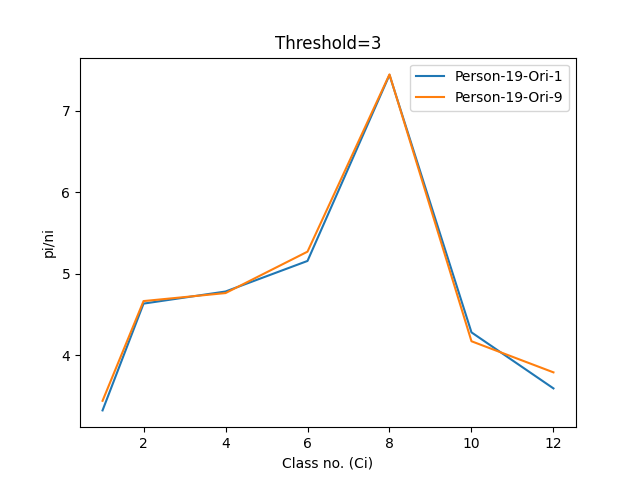 Threshold=3
Person-19-Ori-1
Person-19-Ori-9
7
6
5
4
pi/ni
2 4 6 8 10 12
Class no. (Ci)